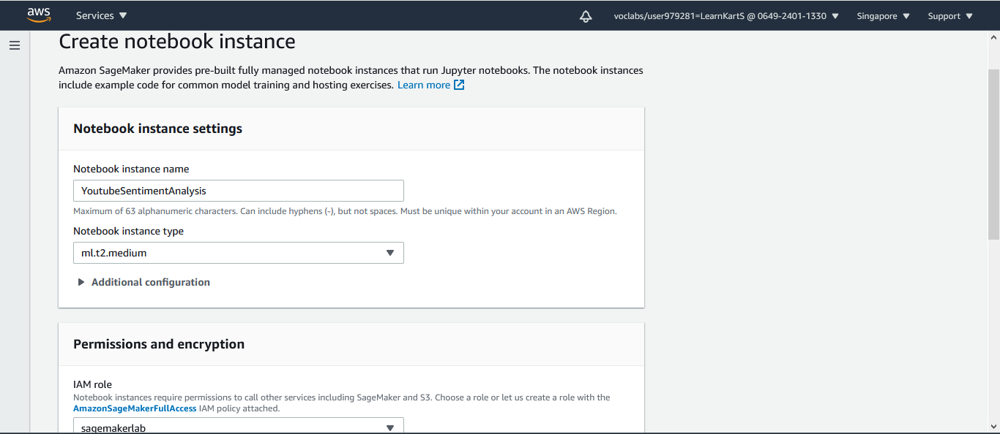 aws Services voclabs/user979281=LearnKartS @ 0649-2401-1330 Singapore Support
Create notebook instance
Amazon SageMaker provides pre-built fully managed notebook instances that run Jupyter notebooks. The notebook instances
include example code for common model training and hosting exercises. Learn more
Notebook instance settings
Notebook instance name
YoutubeSentimentAnalysis
Maximum of 63 alphanumeric characters. Can include hyphens (-), but not spaces. Must be unique within your account in an AWS Region.
Notebook instance type
ml.t2.medium
Additional configuration
Permissions and encryption
IAM role
Notebook instances require permissions to call other services including SageMaker and S3. Choose a role or let us create a role with the
AmazonSageMakerFullAccess IAM policy attached.
sagemakerlab